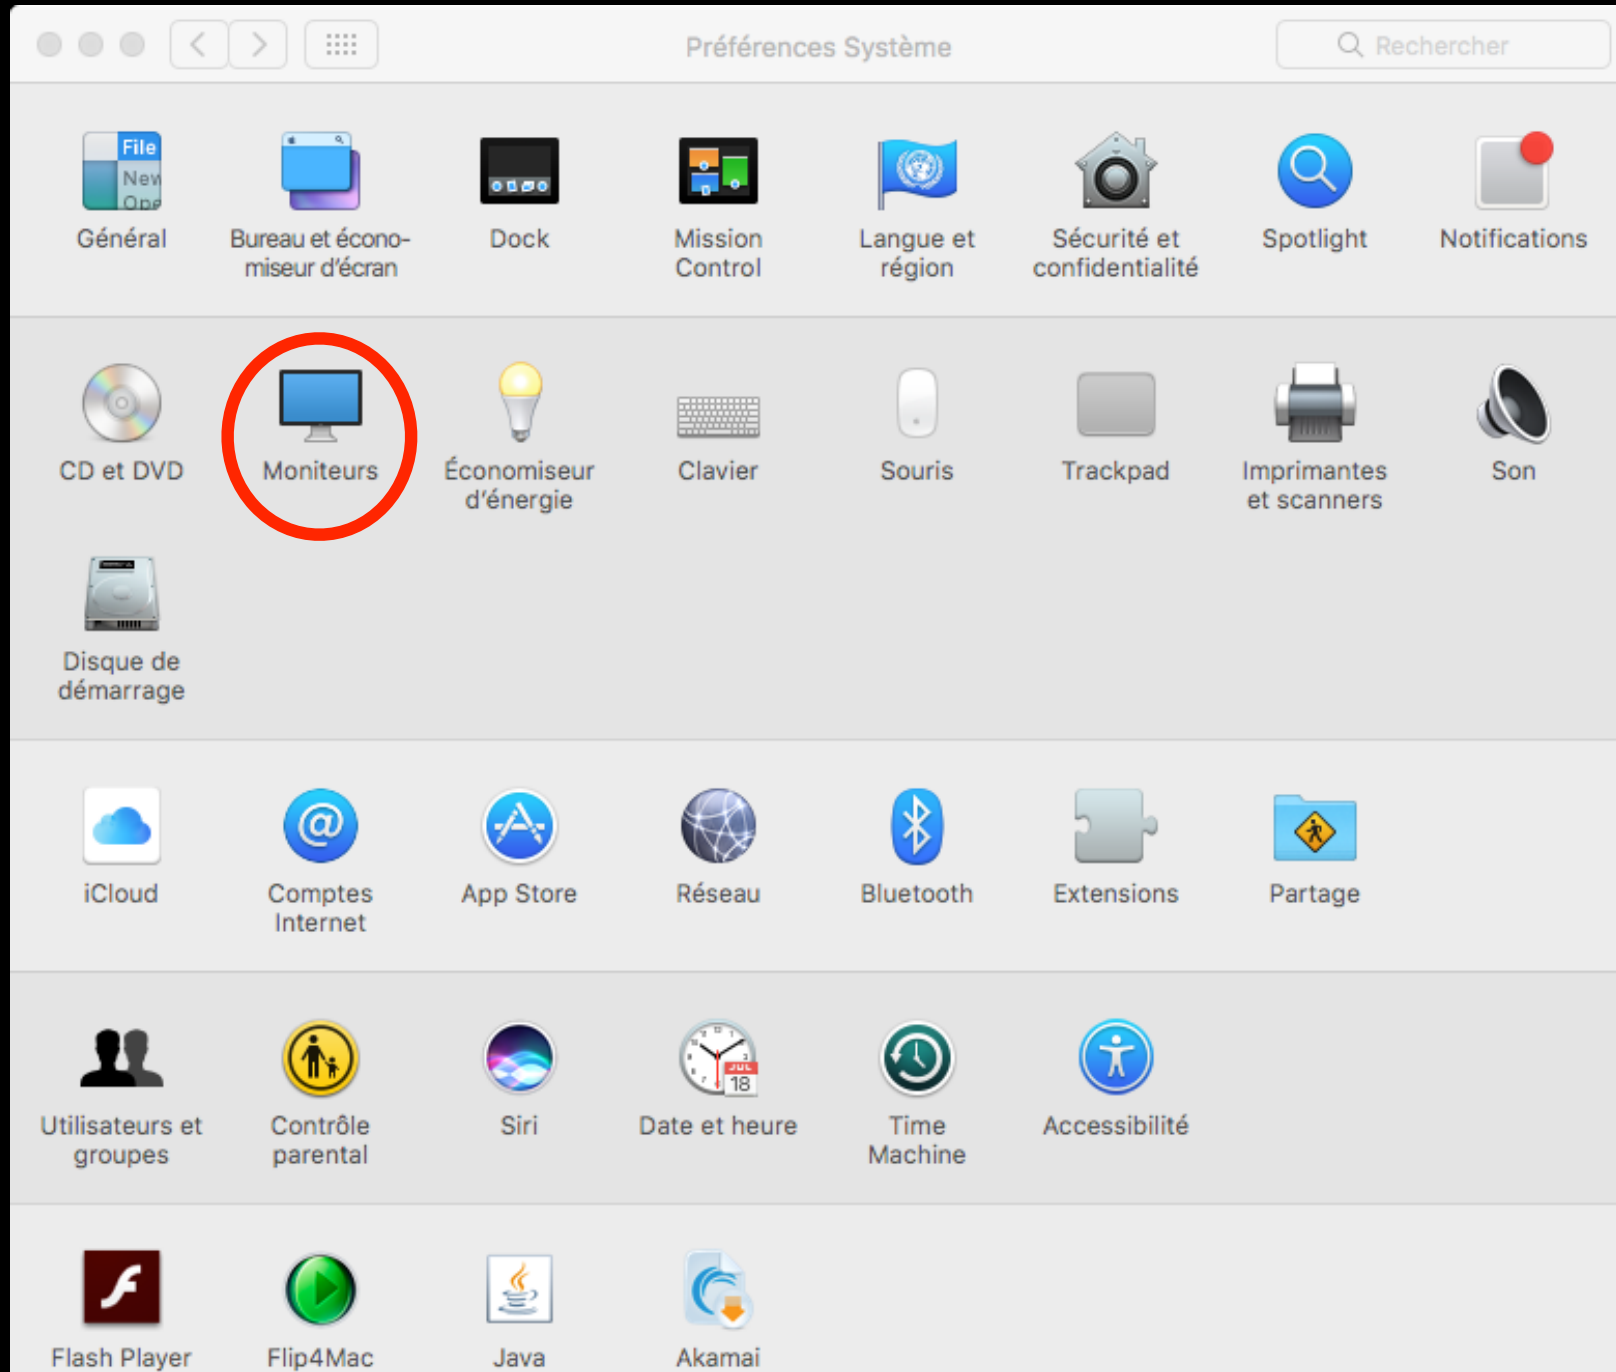 Préférences Système
Rechercher
File
New
Ope
Général
Bureau et écono-
miseur d'écran
Dock
Mission
Control
Langue et
région
Sécurité et
confidentialité
Spotlight
Notifications
CD et DVD
Moniteurs
Économiseur
d'énergie
Clavier
Souris
Trackpad
Imprimantes
et scanners
Son
Disque de
démarrage
iCloud
Comptes
Internet
App Store
Réseau
Bluetooth
Extensions
Partage
Utilisateurs et
groupes
Contrôle
parental
Siri
JUL
18
Date et heure
Time
Machine
Accessibilité
Flash Player
Flip4Mac
Java
Akamai